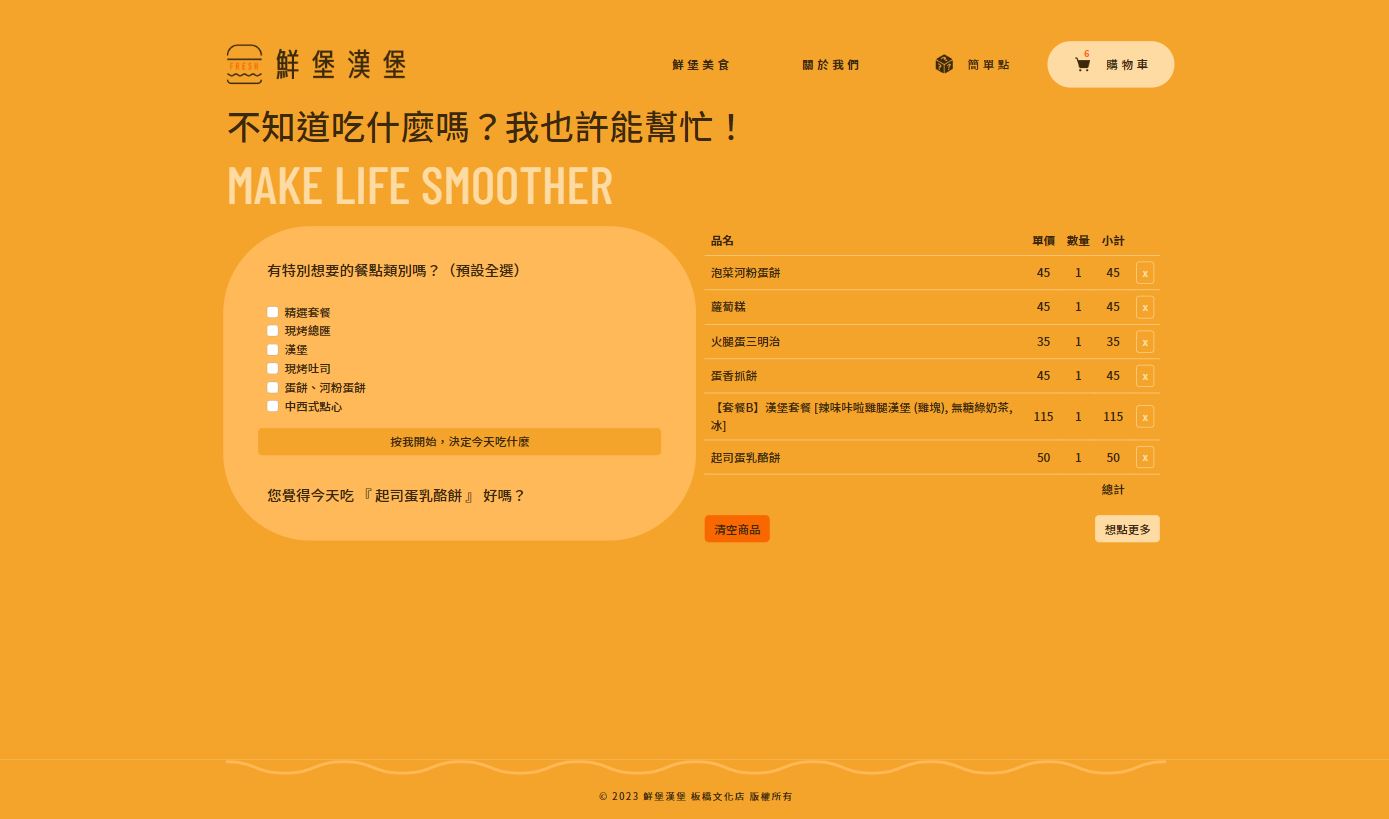 FRESH
鮮堡漢堡
鮮堡美食
關於我們
簡單點
6
購物車
不知道吃什麼嗎？我也許能幫忙！
MAKE LIFE SMOOTHER
有特別想要的餐點類別嗎？（預設全選）
精選套餐
現烤總匯
漢堡
現烤吐司
蛋餅、河粉蛋餅
中西式點心
按我開始，決定今天吃什麼
您覺得今天吃 『 起司蛋乳酪餅 』 好嗎？
品名 單價 數量 小計
泡菜河粉蛋餅 45 1 45 x
蘿蔔糕 45 1 45 x
火腿蛋三明治 35 1 35 x
蛋香抓餅 45 1 45 x
【套餐B】漢堡套餐 [辣味咔啦雞腿漢堡 (雞塊), 無糖綠奶茶,
冰] 115 1 115 x
起司蛋乳酪餅 50 1 50 x
總計
清空商品
想點更多
© 2023 鮮堡漢堡 板橋文化店 版權所有